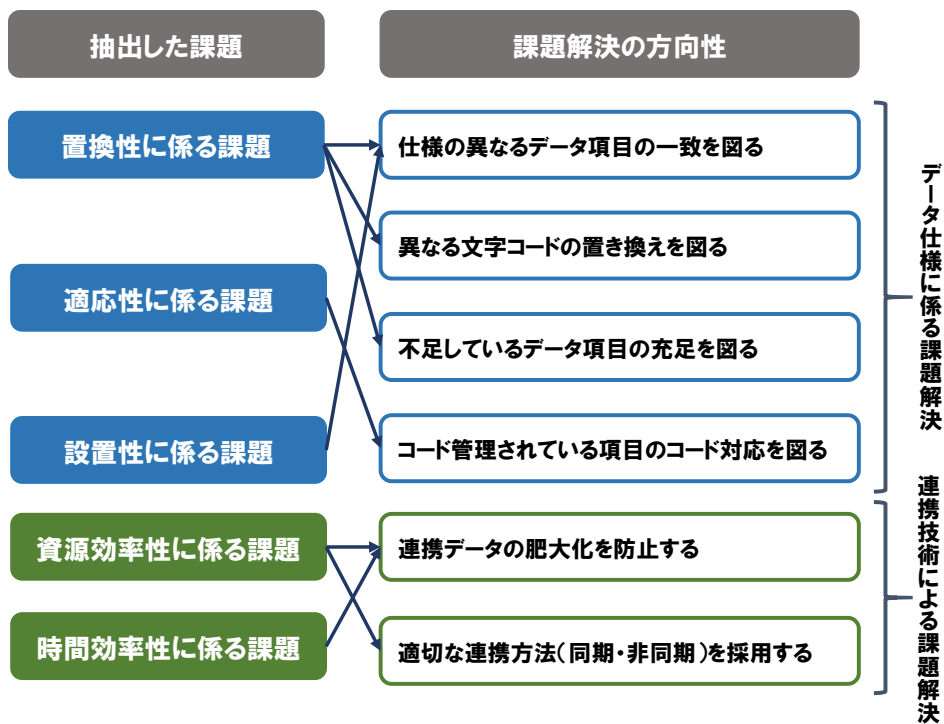 抽出した課題
課題解決の方向性
置換性に係る課題
適応性に係る課題
設置性に係る課題
資源効率性に係る課題
時間効率性に係る課題
仕様の異なるデータ項目の一致を図る
異なる文字コードの置き換えを図る
不足しているデータ項目の充足を図る
コード管理されている項目のコード対応を図る
連携データの肥大化を防止する
適切な連携方法(同期・非同期)を採用する
データ仕様に係る課題解決
連携技術による課題解決